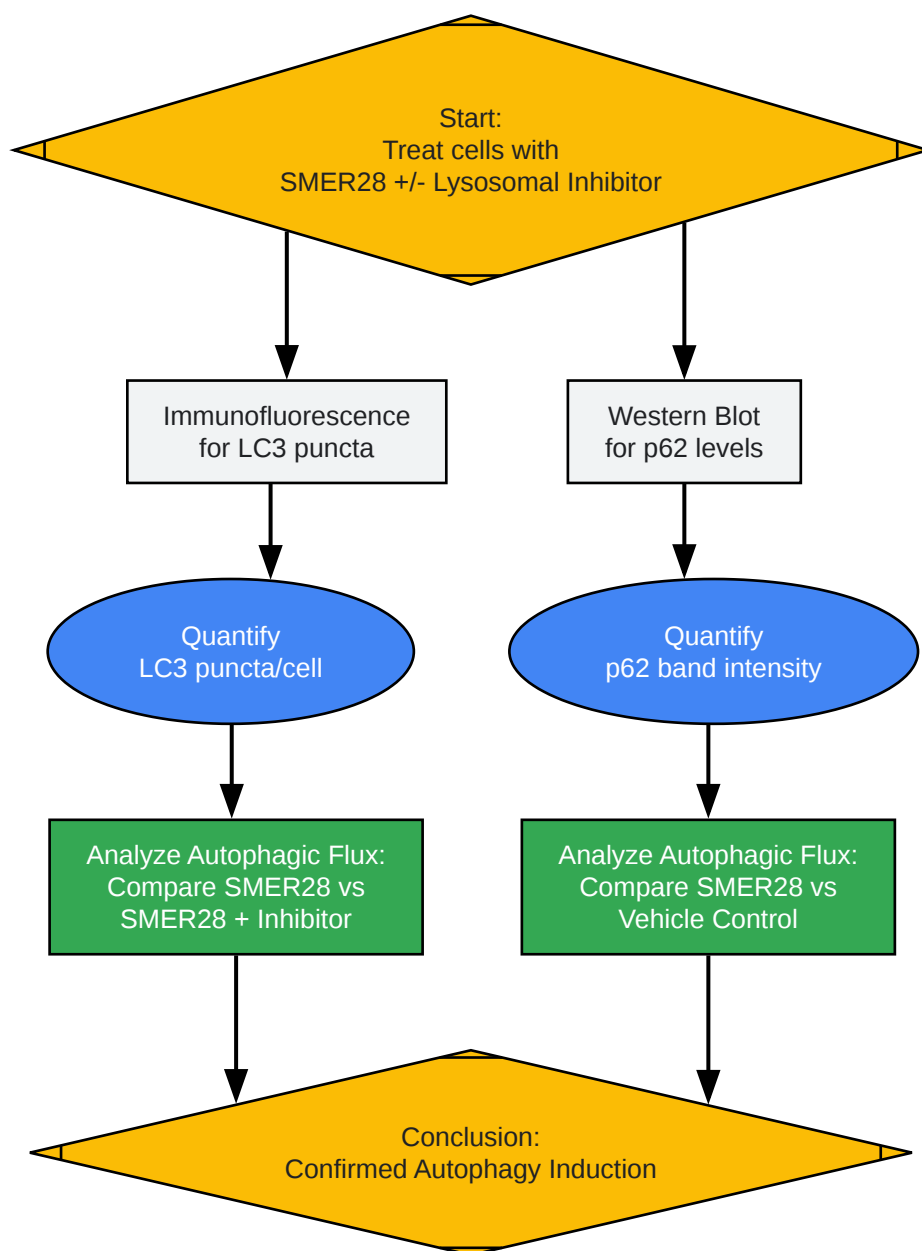 Start:
Treat cells with
SMER28 +/- Lysosomal Inhibitor
Immunofluorescence
for LC3 puncta
Western Blot
for p62 levels
Quantify
LC3 puncta/cell
Quantify
p62 band intensity
Analyze Autophagic Flux:
Compare SMER28 vs
SMER28 + Inhibitor
Analyze Autophagic Flux:
Compare SMER28 vs
Vehicle Control
Conclusion:
Confirmed Autophagy Induction